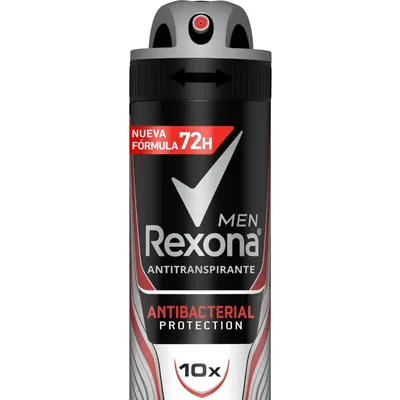 NUEVA
FÓRMULA 72H
MEN
Rexona®
ANTITRANSPIRANTE
ANTIBACTERIAL
PROTECTION
10x